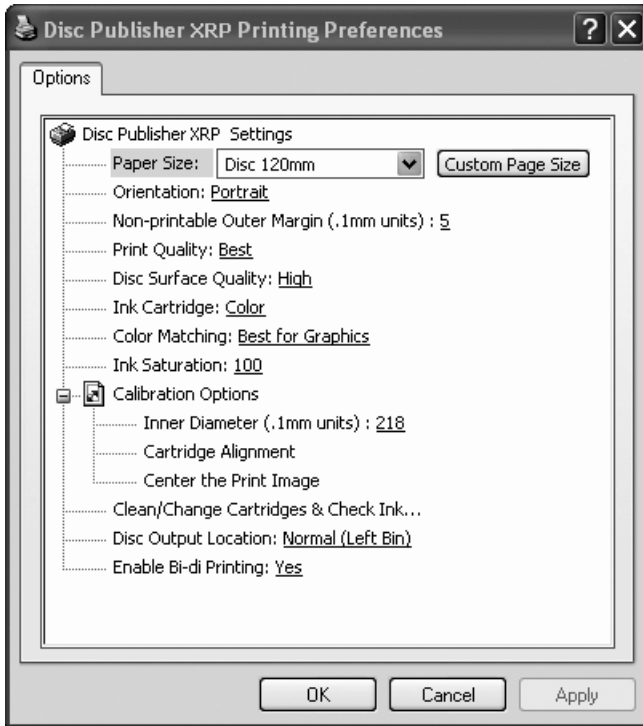 Disc Publisher XRP Printing Preferences
Options
Disc Publisher XRP Settings
Paper Size: Disc 120mm Custom Page Size
Orientation: Portrait
Non-printable Outer Margin (.1mm units) : 5
Print Quality: Best
Disc Surface Quality: High
Ink Cartridge: Color
Color Matching: Best for Graphics
Ink Saturation: 100
Calibration Options
Inner Diameter (.1mm units) : 218
Cartridge Alignment
Center the Print Image
Clean/Change Cartridges & Check Ink...
Disc Output Location: Normal (Left Bin)
Enable Bi-di Printing: Yes
OK Cancel Apply